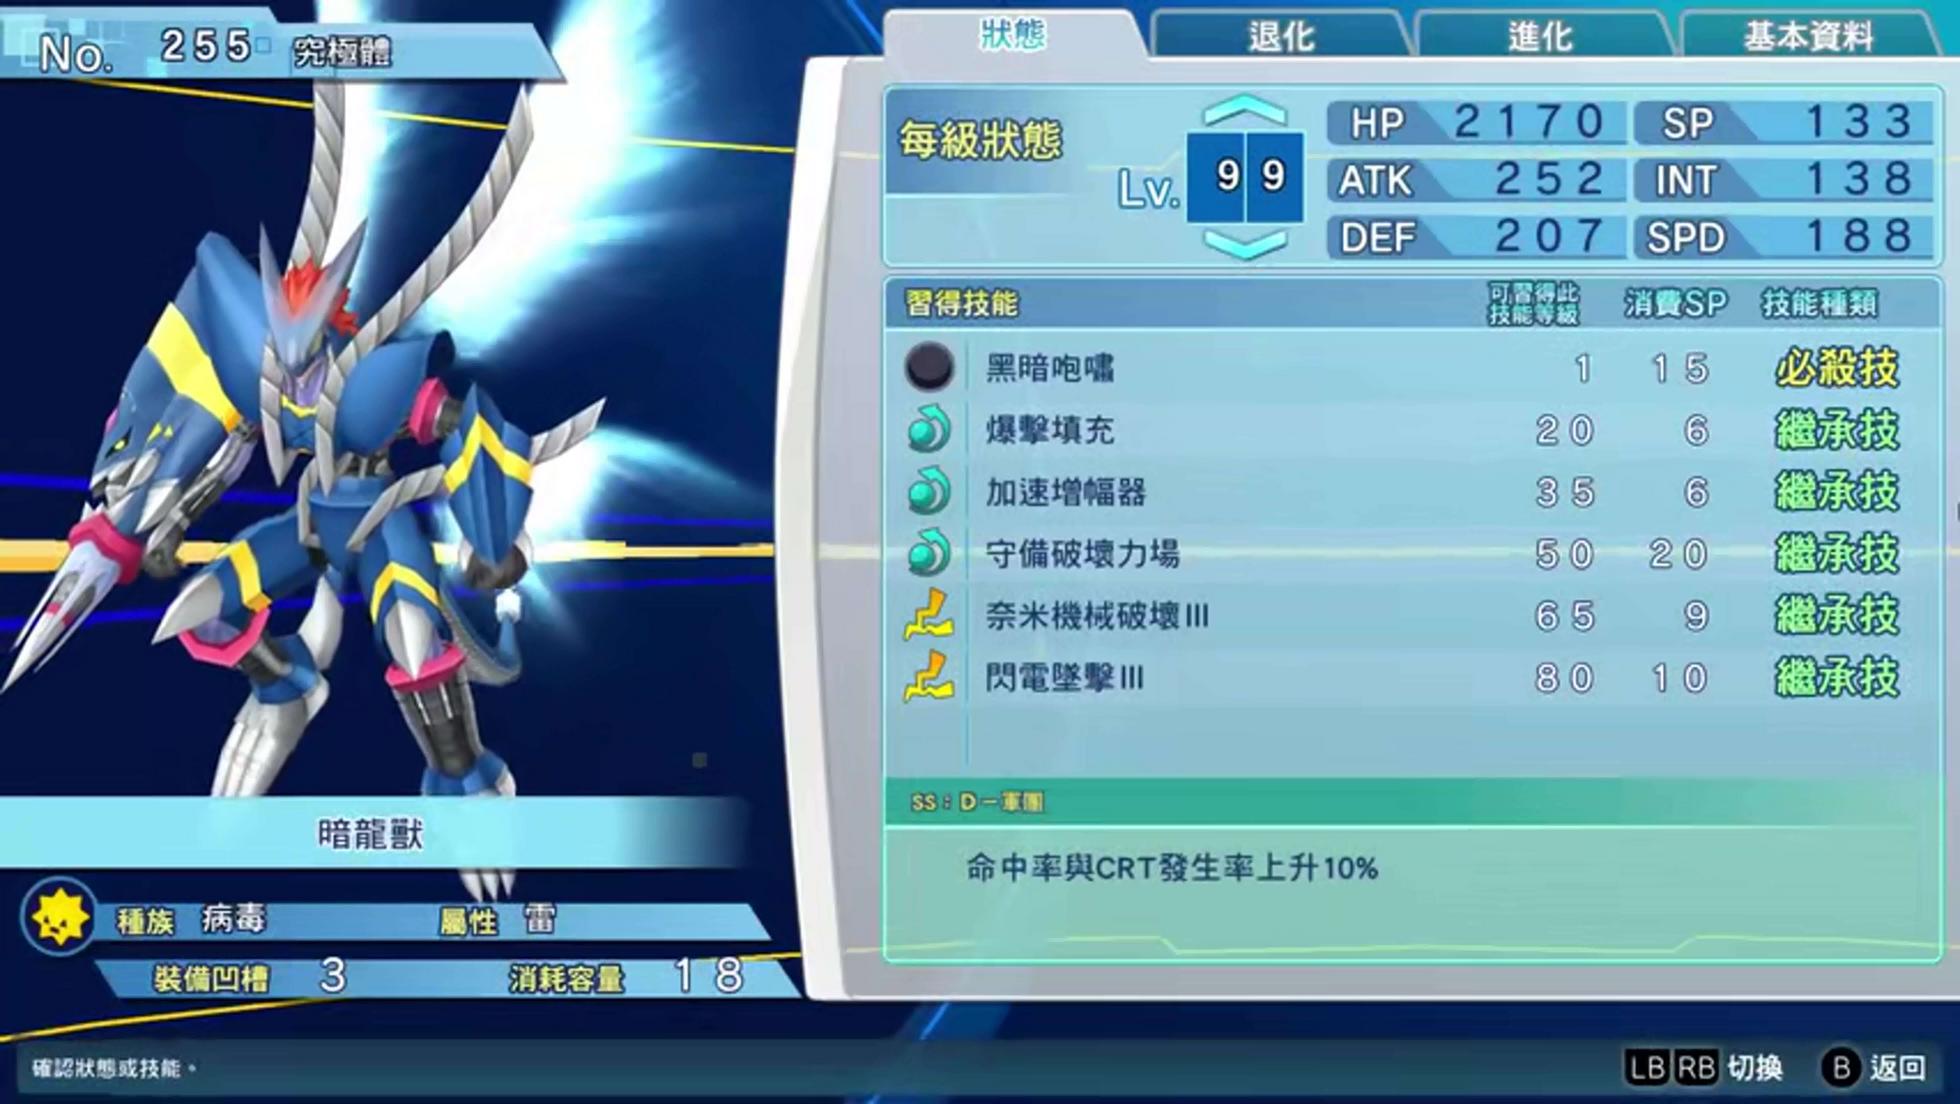 No. 255 究極體
狀態 退化 進化 基本資料
每級狀態 Lv. 99
HP 2170 SP 133
ATK 252 INT 138
DEF 207 SPD 188
習得技能 可習得此技能等級 消費SP 技能種類
黑暗咆嘯 1 15 必殺技
爆擊填充 20 6 繼承技
加速增幅器 35 6 繼承技
守備破壞力場 50 20 繼承技
奈米機械破壞III 65 9 繼承技
閃電墜擊III 80 10 繼承技
SS：D－軍團
命中率與CRT發生率上升10%
暗龍獸
種族 病毒 屬性 雷
裝備凹槽 3 消耗容量 18
確認狀態或技能。
LB RB 切換 B 返回